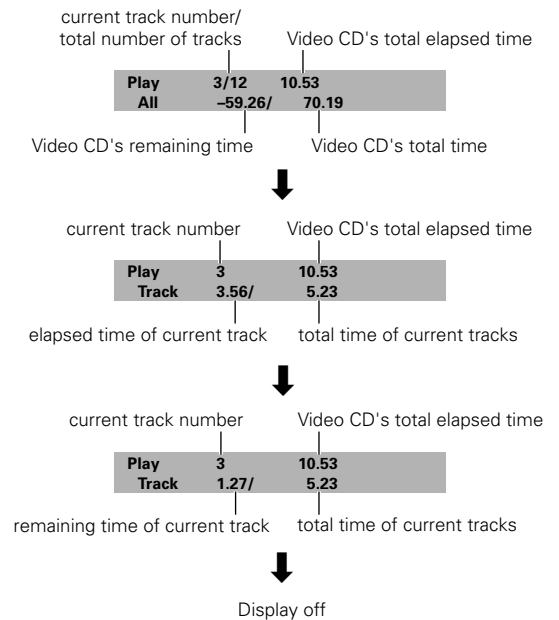 current track number/
total number of tracks
Video CD's total elapsed time
Play 3/12 10.53
All –59.26/ 70.19
Video CD's remaining time
Video CD's total time
current track number
Video CD's total elapsed time
Play 3 10.53
Track 3.56/ 5.23
elapsed time of current track
total time of current tracks
current track number
Video CD's total elapsed time
Play 3 10.53
Track 1.27/ 5.23
remaining time of current track
total time of current tracks
Display off